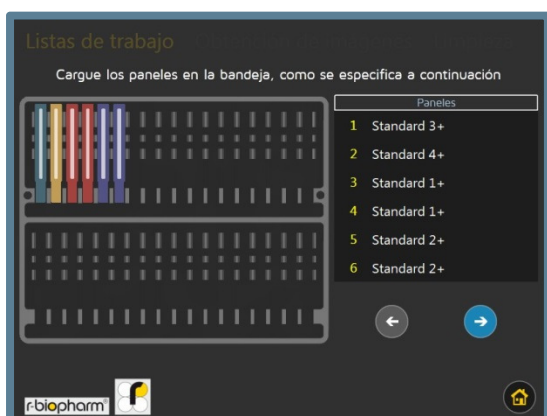 Listas de trabajo
Cargue los paneles en la bandeja, como se especifica a continuación
Paneles
1 Standard 3+
2 Standard 4+
3 Standard 1+
4 Standard 1+
5 Standard 2+
6 Standard 2+
r-biopharm®